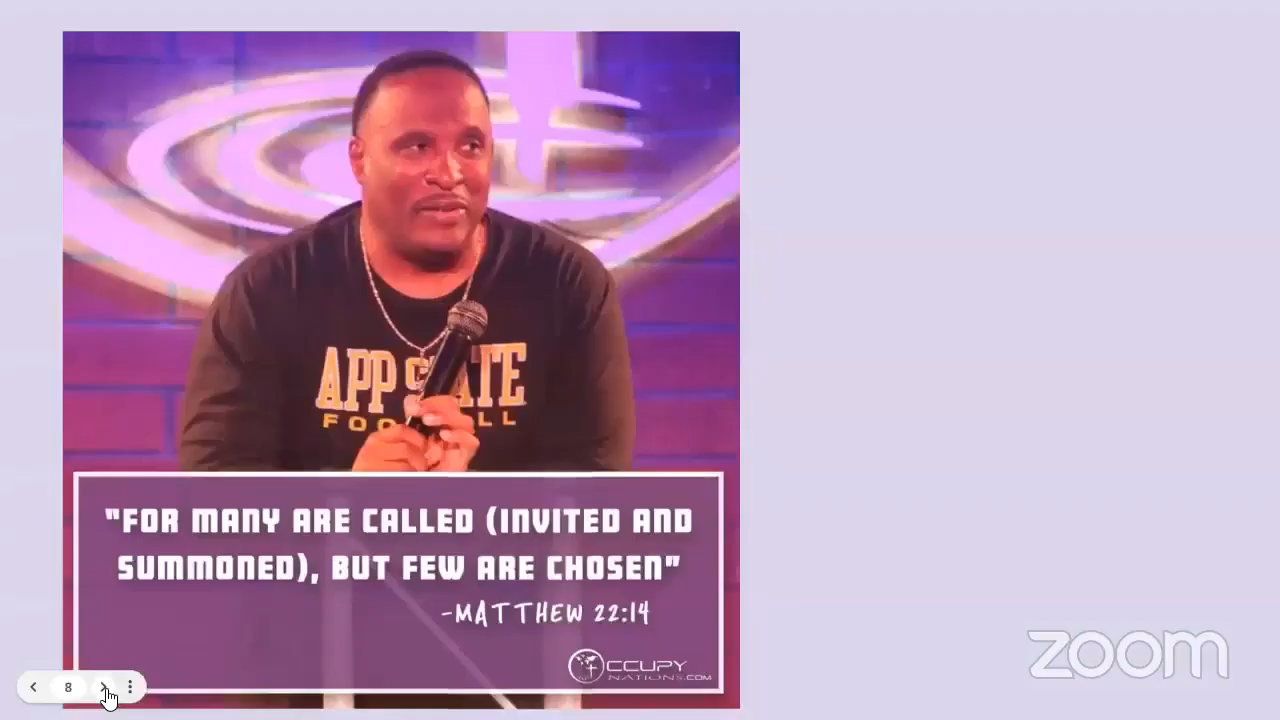 APP STATE
FOOTBALL
"FOR MANY ARE CALLED (INVITED AND
SUMMONED), BUT FEW ARE CHOSEN"
-MATTHEW 22:14
OCCUPY
NATIONS.COM
8
zoom